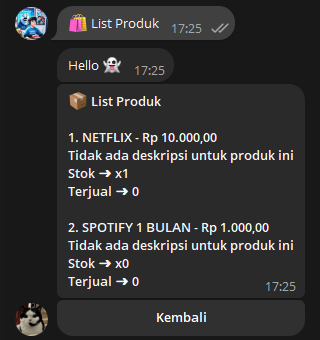 🛍️ List Produk 17:25
Hello 👻 17:25
📦 List Produk
1. NETFLIX - Rp 10.000,00
Tidak ada deskripsi untuk produk ini
Stok ➜ x1
Terjual ➜ 0
2. SPOTIFY 1 BULAN - Rp 1.000,00
Tidak ada deskripsi untuk produk ini
Stok ➜ x0
Terjual ➜ 0 17:25
Kembali